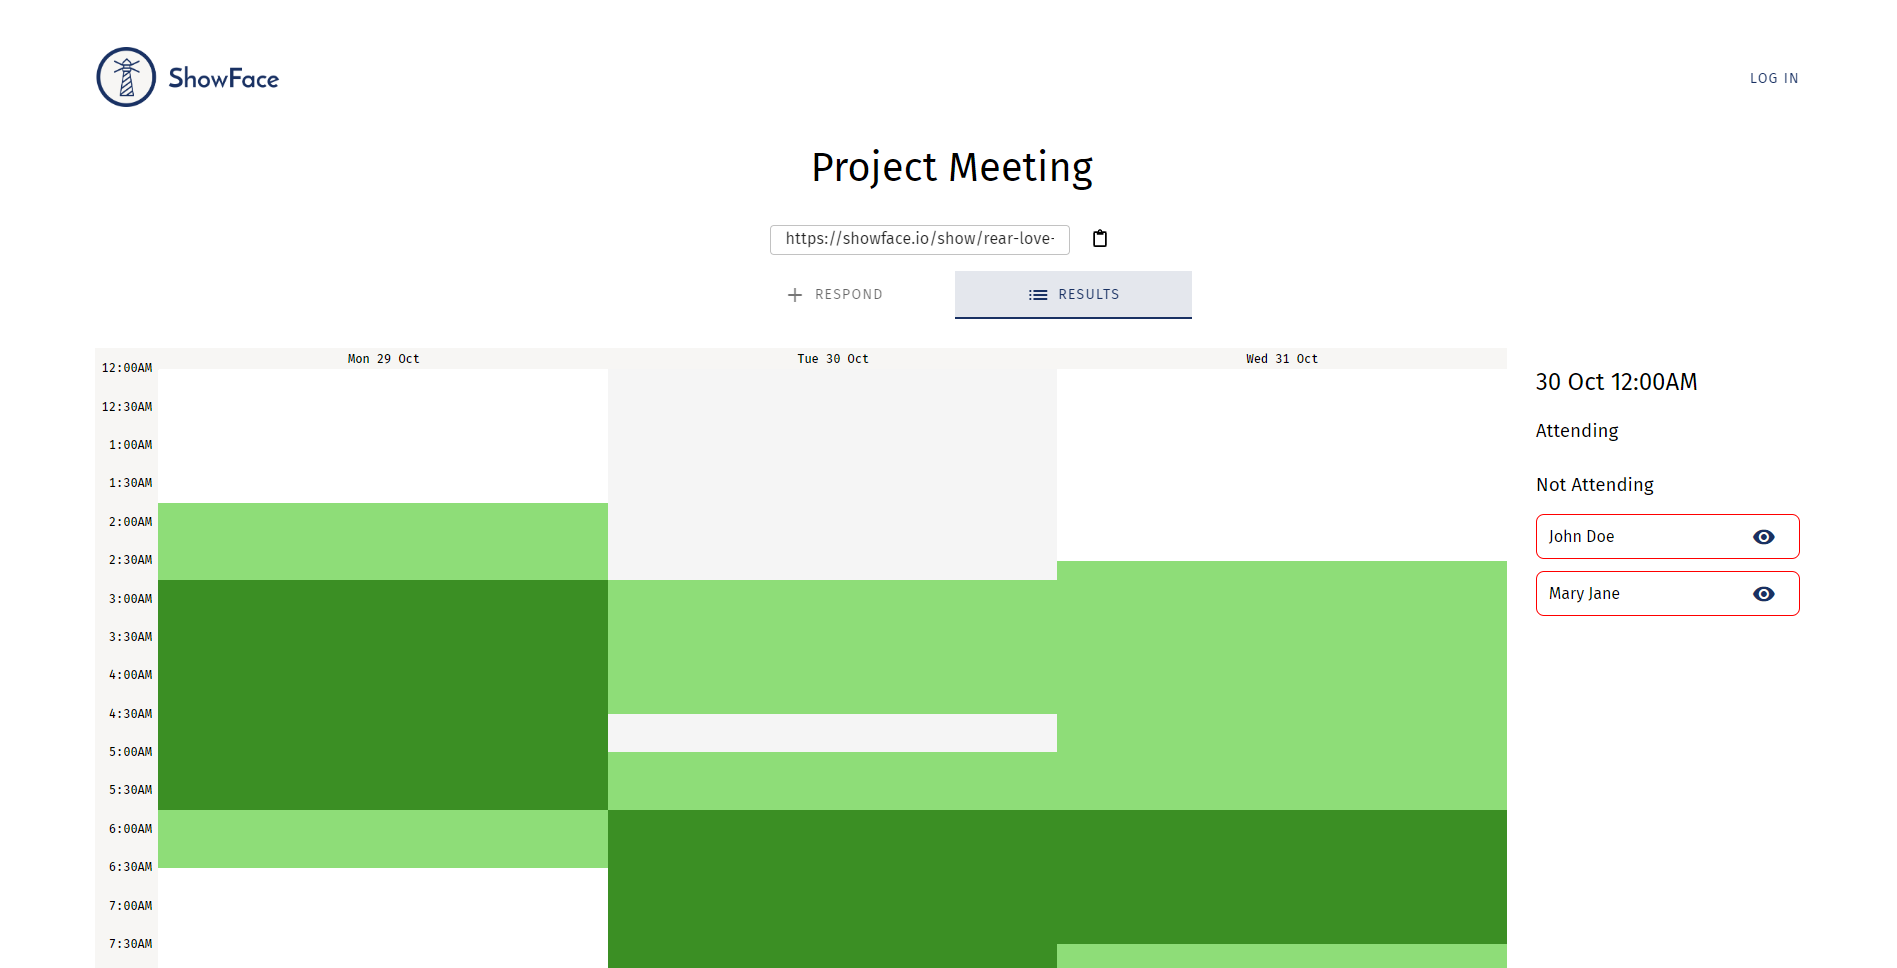 ShowFace
LOG IN
Project Meeting
https://showface.io/show/rear-love-
RESPOND
RESULTS
Mon 29 Oct
Tue 30 Oct
Wed 31 Oct
12:00AM
12:30AM
1:00AM
1:30AM
2:00AM
2:30AM
3:00AM
3:30AM
4:00AM
4:30AM
5:00AM
5:30AM
6:00AM
6:30AM
7:00AM
7:30AM
30 Oct 12:00AM
Attending
Not Attending
John Doe
Mary Jane